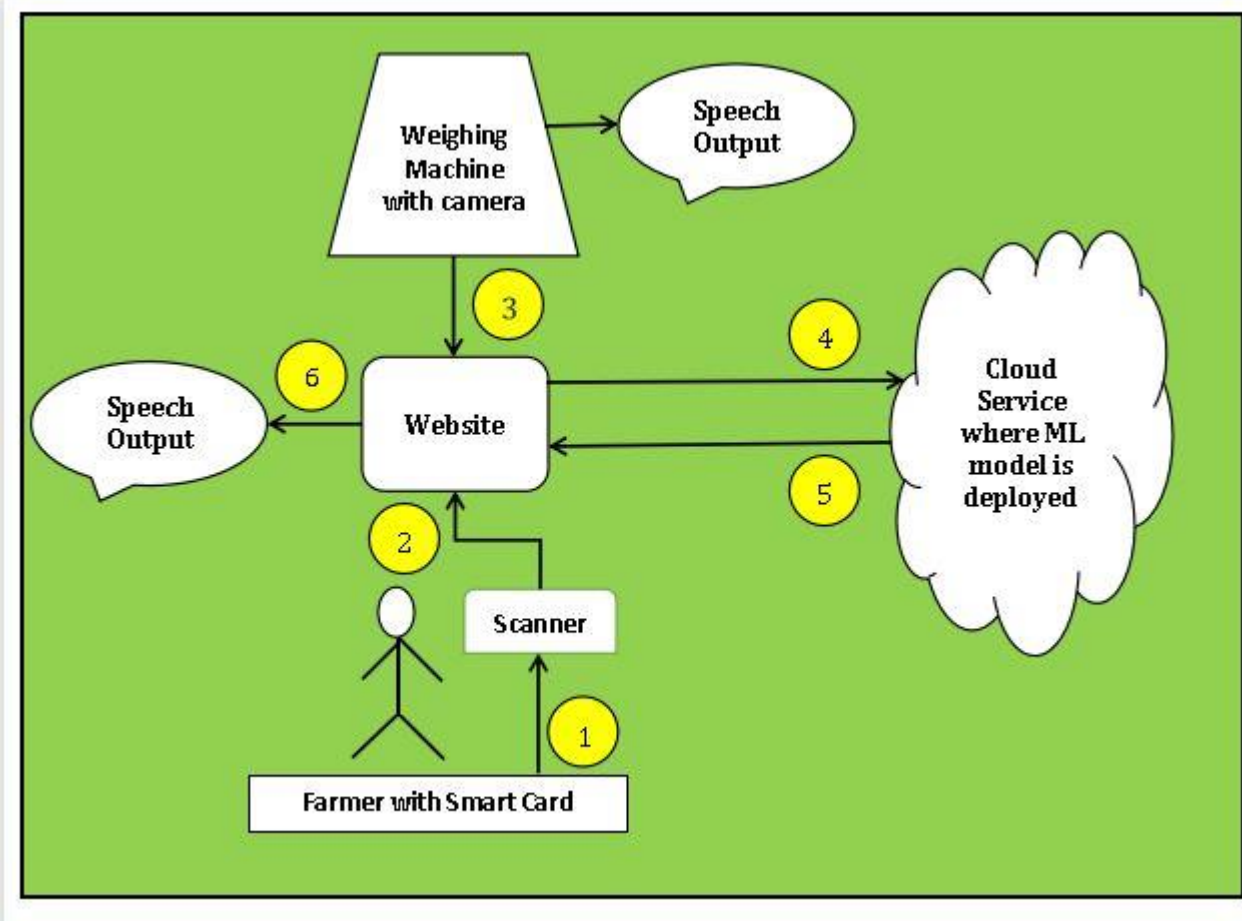 Weighing
Machine
with camera
Speech
Output
3
4
6
Speech
Output
Website
Cloud
Service
where ML
model is
deployed
5
2
Scanner
1
Farmer with Smart Card